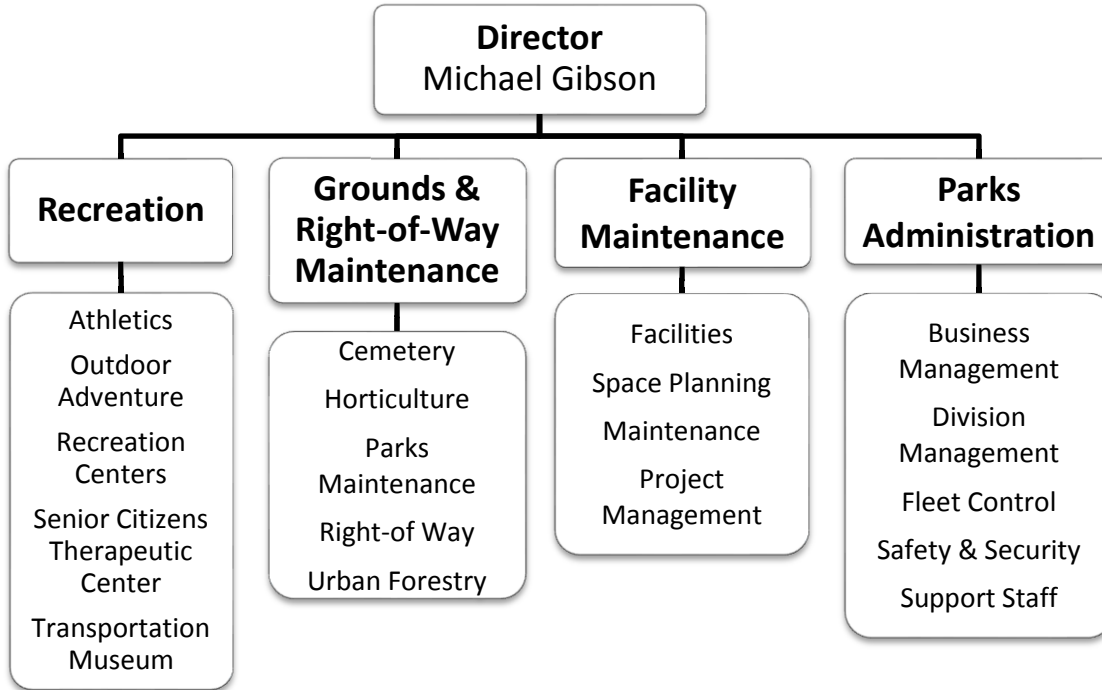 Director
Michael Gibson
Recreation
Athletics
Outdoor
Adventure
Recreation
Centers
Senior Citizens
Therapeutic
Center
Transportation
Museum
Grounds &
Right-of-Way
Maintenance
Cemetery
Horticulture
Parks
Maintenance
Right-of Way
Urban Forestry
Facility
Maintenance
Facilities
Space Planning
Maintenance
Project
Management
Parks
Administration
Business
Management
Division
Management
Fleet Control
Safety & Security
Support Staff